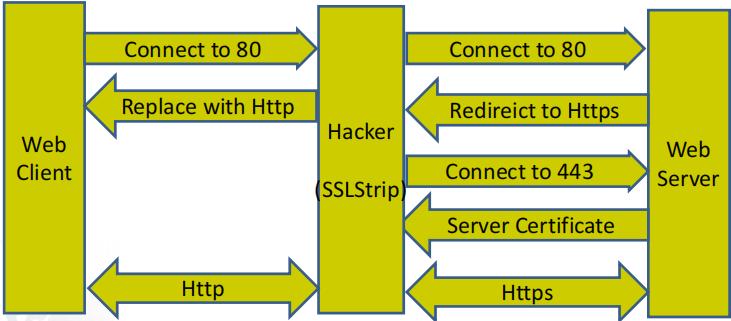 Connect to 80
Connect to 80
Replace with Http
Redireict to Https
Hacker
(SSLStrip)
Web
Client
Web
Server
Connect to 443
Server Certificate
Http
Https